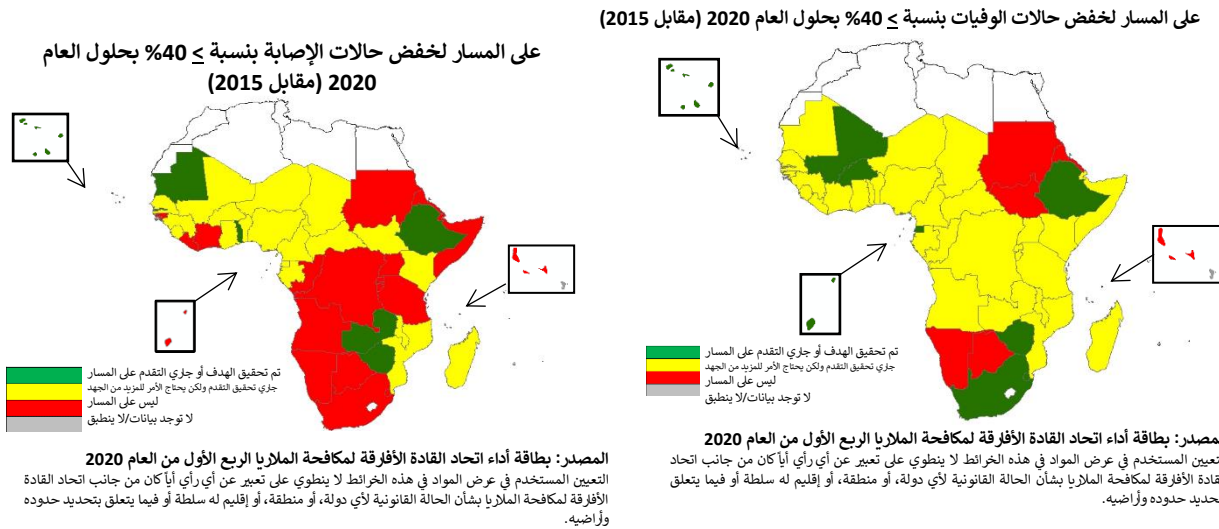 على المسار لخفض حالات الإصابة بنسبة ≥ 40% بحلول العام
2020 (مقابل 2015)
تم تحقيق الهدف أو جاري التقدم على المسار
جاري تحقيق التقدم ولكن يحتاج الأمر للمزيد من الجهد
ليس على المسار
لا توجد بيانات/لا ينطبق
المصدر: بطاقة أداء اتحاد القادة الأفارقة لمكافحة الملاريا الربع الأول من العام 2020
التعيين المستخدم في عرض المواد في هذه الخرائط لا ينطوي على تعبير عن أي رأي أياً كان من جانب اتحاد القادة
الأفارقة لمكافحة الملاريا بشأن الحالة القانونية لأي دولة، أو منطقة، أو إقليم له سلطة أو فيما يتعلق بتحديد حدوده
وأراضيه.
على المسار لخفض حالات الوفيات بنسبة ≥ 40% بحلول العام 2020 (مقابل 2015)
تم تحقيق الهدف أو جاري التقدم على المسار
جاري تحقيق التقدم ولكن يحتاج الأمر للمزيد من الجهد
ليس على المسار
لا توجد بيانات/لا ينطبق
لمصدر: بطاقة أداء اتحاد القادة الأفارقة لمكافحة الملاريا الربع الأول من العام 2020
تعيين المستخدم في عرض المواد في هذه الخرائط لا ينطوي على تعبير عن أي رأي أياً كان من جانب اتحاد
قادة الأفارقة لمكافحة الملاريا بشأن الحالة القانونية لأي دولة، أو منطقة، أو إقليم له سلطة أو فيما يتعلق
تحديد حدوده وأراضيه.